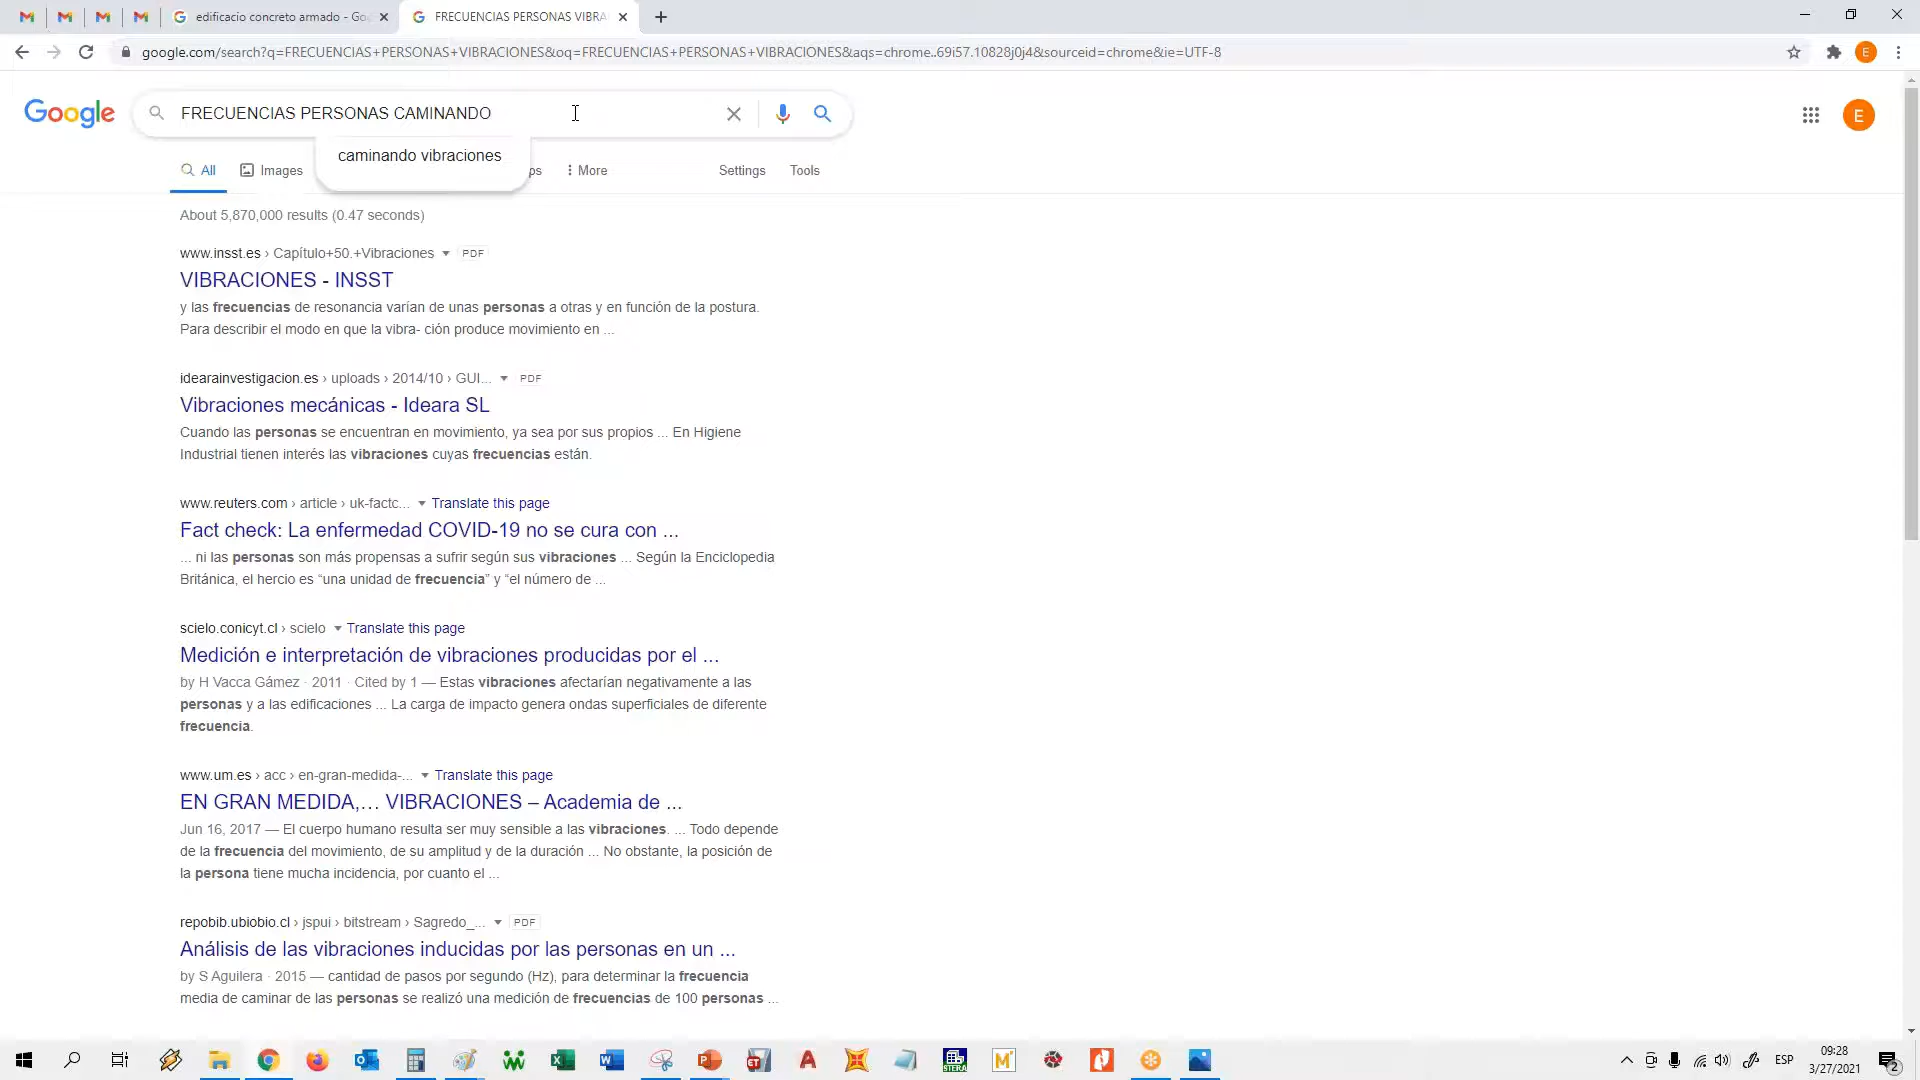 edificacio concreto armado - Goo
FRECUENCIAS PERSONAS VIBRA
google.com/search?q=FRECUENCIAS+PERSONAS+VIBRACIONES&oq=FRECUENCIAS+PERSONAS+VIBRACIONES&aqs=chrome..69i57.10828j0j4&sourceid=chrome&ie=UTF-8
E
Google
FRECUENCIAS PERSONAS CAMINANDO
E
caminando vibraciones
All
Images
ps
More
Settings
Tools
About 5,870,000 results (0.47 seconds)
www.insst.es › Capítulo+50.+Vibraciones PDF
VIBRACIONES - INSST
y las frecuencias de resonancia varían de unas personas a otras y en función de la postura.
Para describir el modo en que la vibra- ción produce movimiento en ...
idearainvestigacion.es › uploads › 2014/10 › GUI... PDF
Vibraciones mecánicas - Ideara SL
Cuando las personas se encuentran en movimiento, ya sea por sus propios ... En Higiene
Industrial tienen interés las vibraciones cuyas frecuencias están.
www.reuters.com › article › uk-factc... Translate this page
Fact check: La enfermedad COVID-19 no se cura con ...
... ni las personas son más propensas a sufrir según sus vibraciones ... Según la Enciclopedia
Británica, el hercio es “una unidad de frecuencia” y “el número de ...
scielo.conicyt.cl › scielo Translate this page
Medición e interpretación de vibraciones producidas por el ...
by H Vacca Gámez · 2011 · Cited by 1 — Estas vibraciones afectarían negativamente a las
personas y a las edificaciones ... La carga de impacto genera ondas superficiales de diferente
frecuencia.
www.um.es › acc › en-gran-medida-... Translate this page
EN GRAN MEDIDA,... VIBRACIONES – Academia de ...
Jun 16, 2017 — El cuerpo humano resulta ser muy sensible a las vibraciones. ... Todo depende
de la frecuencia del movimiento, de su amplitud y de la duración ... No obstante, la posición de
la persona tiene mucha incidencia, por cuanto el ...
repobib.ubiobio.cl › jspui › bitstream › Sagredo_... PDF
Análisis de las vibraciones inducidas por las personas en un ...
by S Aguilera · 2015 — cantidad de pasos por segundo (Hz), para determinar la frecuencia
media de caminar de las personas se realizó una medición de frecuencias de 100 personas ...
ESP
09:28
3/27/2021
2